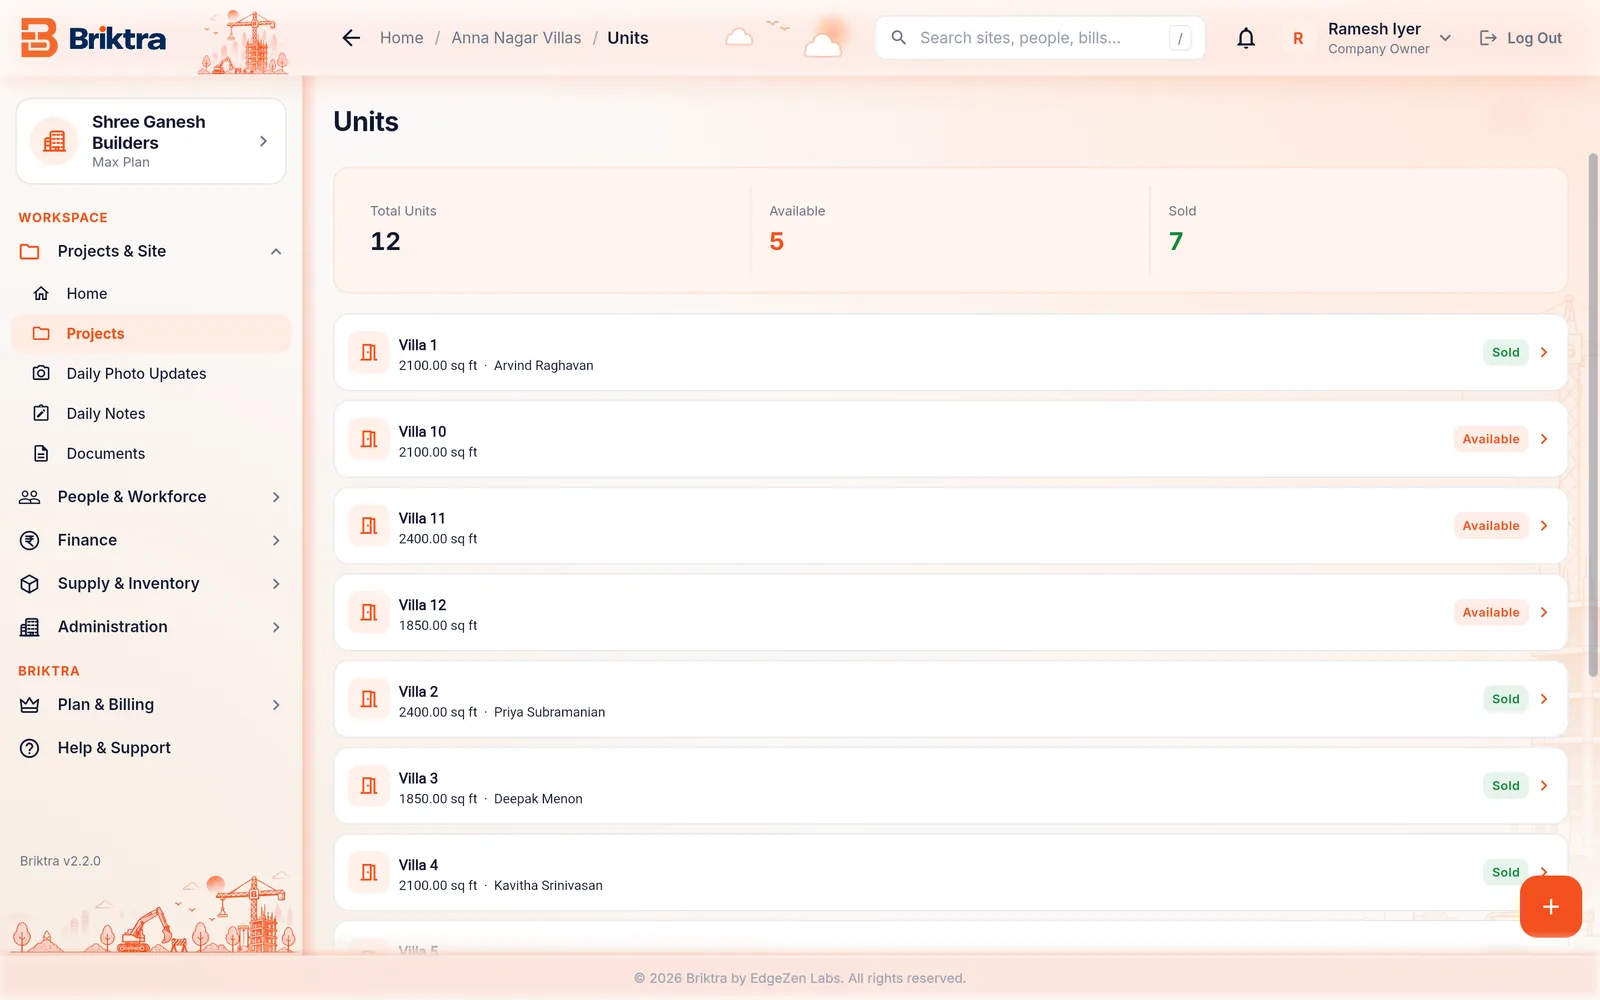 Briktra
Home / Anna Nagar Villas / Units
Search sites, people, bills... /
R
Ramesh Iyer
Company Owner
Log Out
Shree Ganesh
Builders
Max Plan
WORKSPACE
Projects & Site
Home
Projects
Daily Photo Updates
Daily Notes
Documents
People & Workforce
Finance
Supply & Inventory
Administration
BRIKTRA
Plan & Billing
Help & Support
Briktra v2.2.0
Units
Total Units
12
Available
5
Sold
7
Villa 1
2100.00 sq ft · Arvind Raghavan
Sold
Villa 10
2100.00 sq ft
Available
Villa 11
2400.00 sq ft
Available
Villa 12
1850.00 sq ft
Available
Villa 2
2400.00 sq ft · Priya Subramanian
Sold
Villa 3
1850.00 sq ft · Deepak Menon
Sold
Villa 4
2100.00 sq ft · Kavitha Srinivasan
Sold
Villa 5
© 2026 Briktra by EdgeZen Labs. All rights reserved.